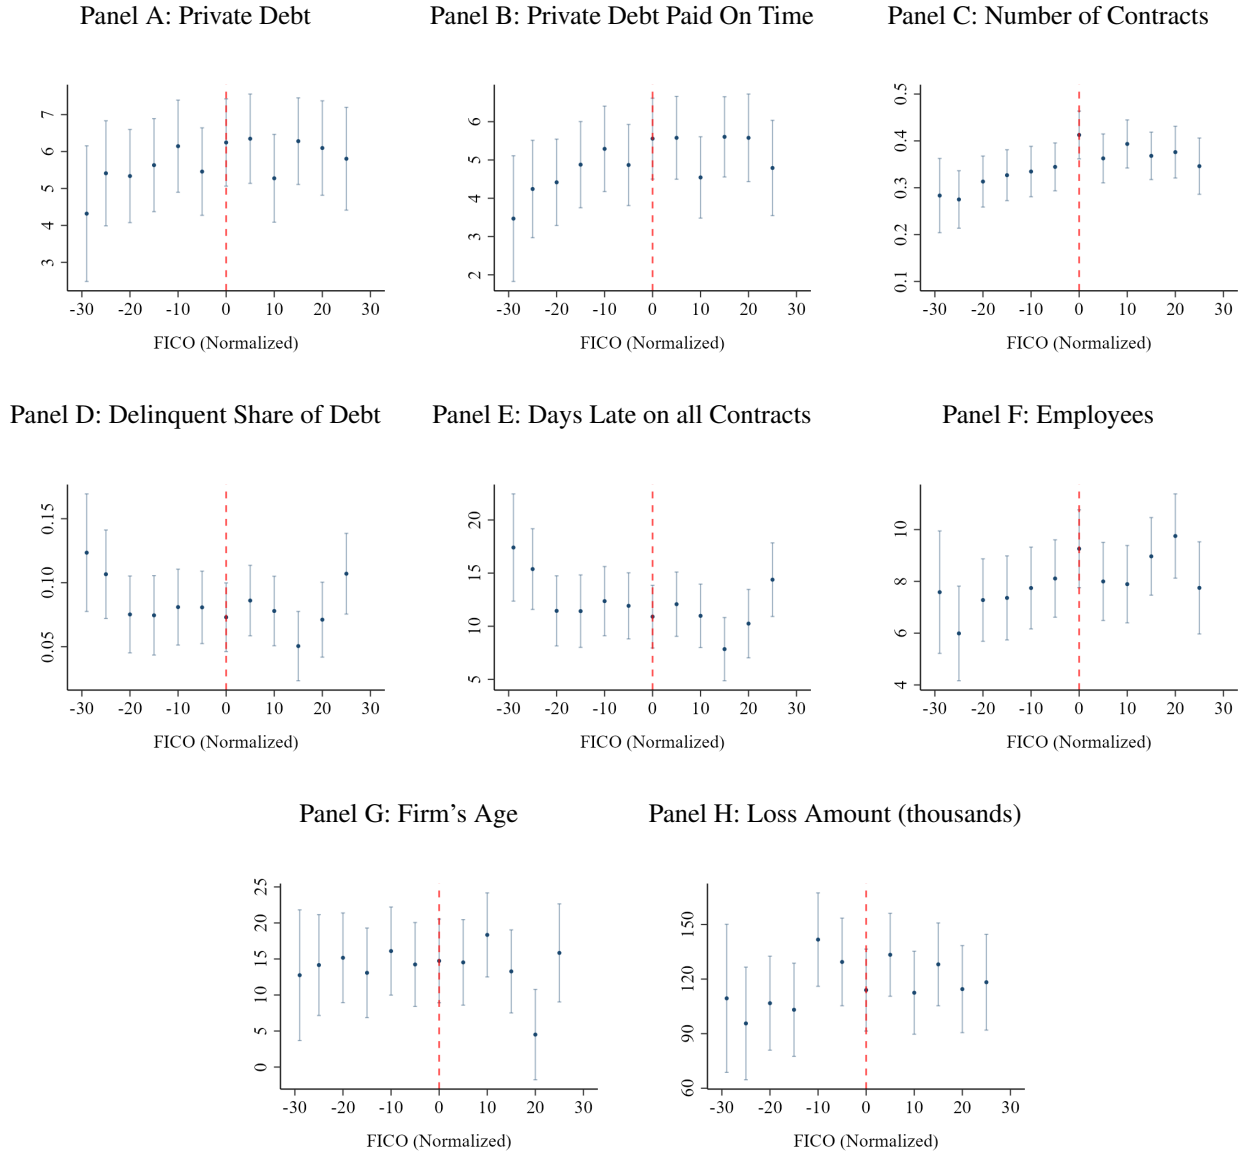 Panel A: Private Debt
Panel B: Private Debt Paid On Time
Panel C: Number of Contracts
7
6
5
4
3
-30 -20 -10 0 10 20 30
FICO (Normalized)
6
5
4
3
2
-30 -20 -10 0 10 20 30
FICO (Normalized)
0.5
0.4
0.3
0.2
0.1
-30 -20 -10 0 10 20 30
FICO (Normalized)
Panel D: Delinquent Share of Debt
Panel E: Days Late on all Contracts
Panel F: Employees
0.15
0.10
0.05
-30 -20 -10 0 10 20 30
FICO (Normalized)
20
15
10
5
-30 -20 -10 0 10 20 30
FICO (Normalized)
10
8
6
4
-30 -20 -10 0 10 20 30
FICO (Normalized)
Panel G: Firm's Age
Panel H: Loss Amount (thousands)
25
20
15
10
5
0
-30 -20 -10 0 10 20 30
FICO (Normalized)
150
120
90
60
-30 -20 -10 0 10 20 30
FICO (Normalized)